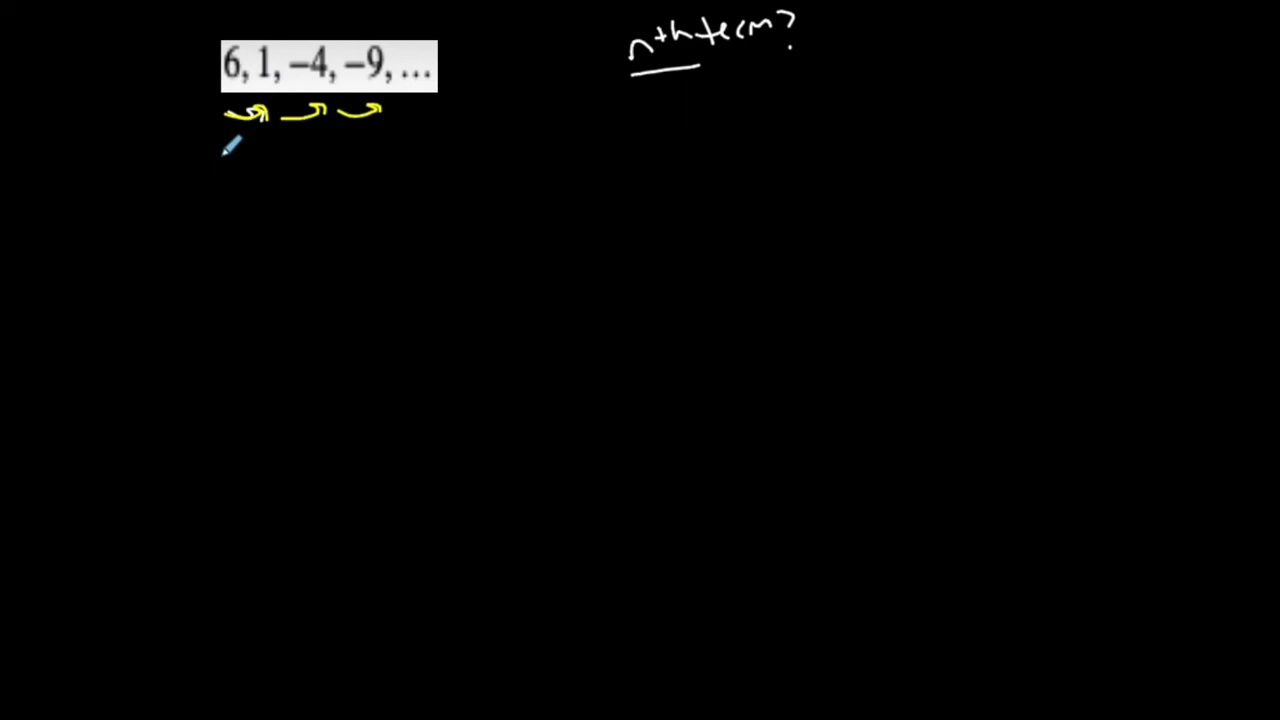 6, 1, −4, −9, ...
nth term?